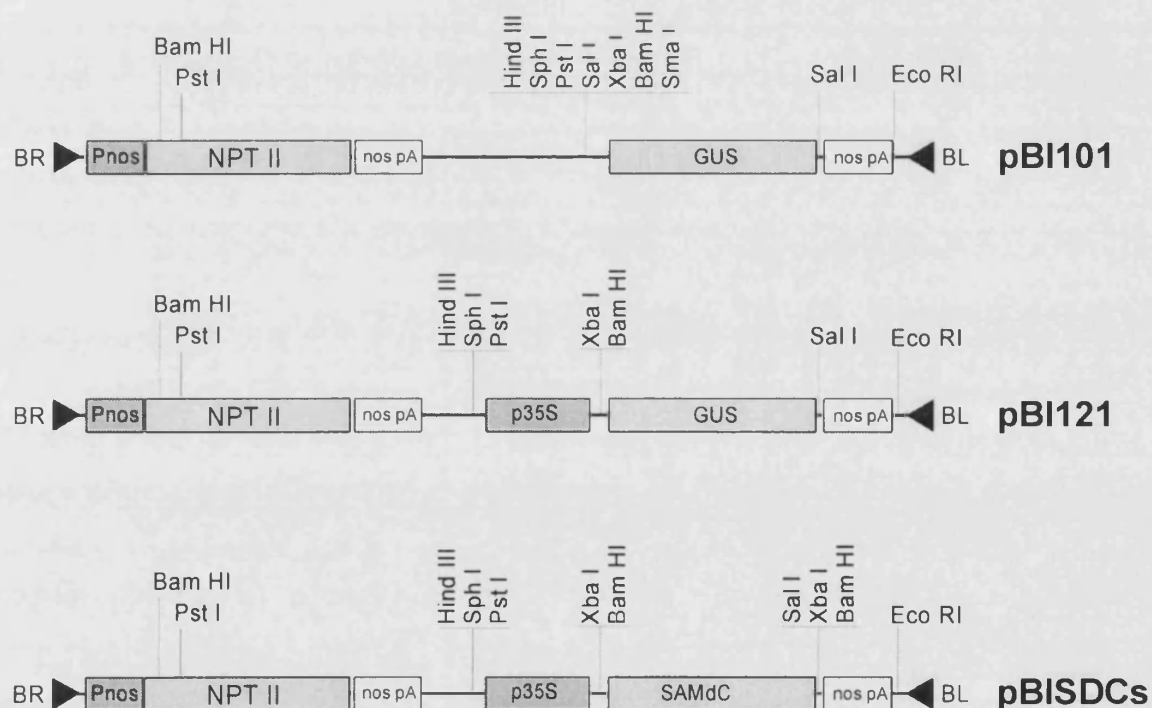 Bam HI
Pst I
Hind III
Sph I
Pst I
Sal I
Xba I
Bam HI
Sma I
Sal I
Eco RI
BR
Pnos
NPT II
nos pA
GUS
nos pA
BL
pBI101
Bam HI
Pst I
Hind III
Sph I
Pst I
Xba I
Bam HI
Sal I
Eco RI
BR
Pnos
NPT II
nos pA
p35S
GUS
nos pA
BL
pBI121
Bam HI
Pst I
Hind III
Sph I
Pst I
Xba I
Bam HI
Sal I
Xba I
Bam HI
Eco RI
BR
Pnos
NPT II
nos pA
p35S
SAMdC
nos pA
BL
pBISDCs